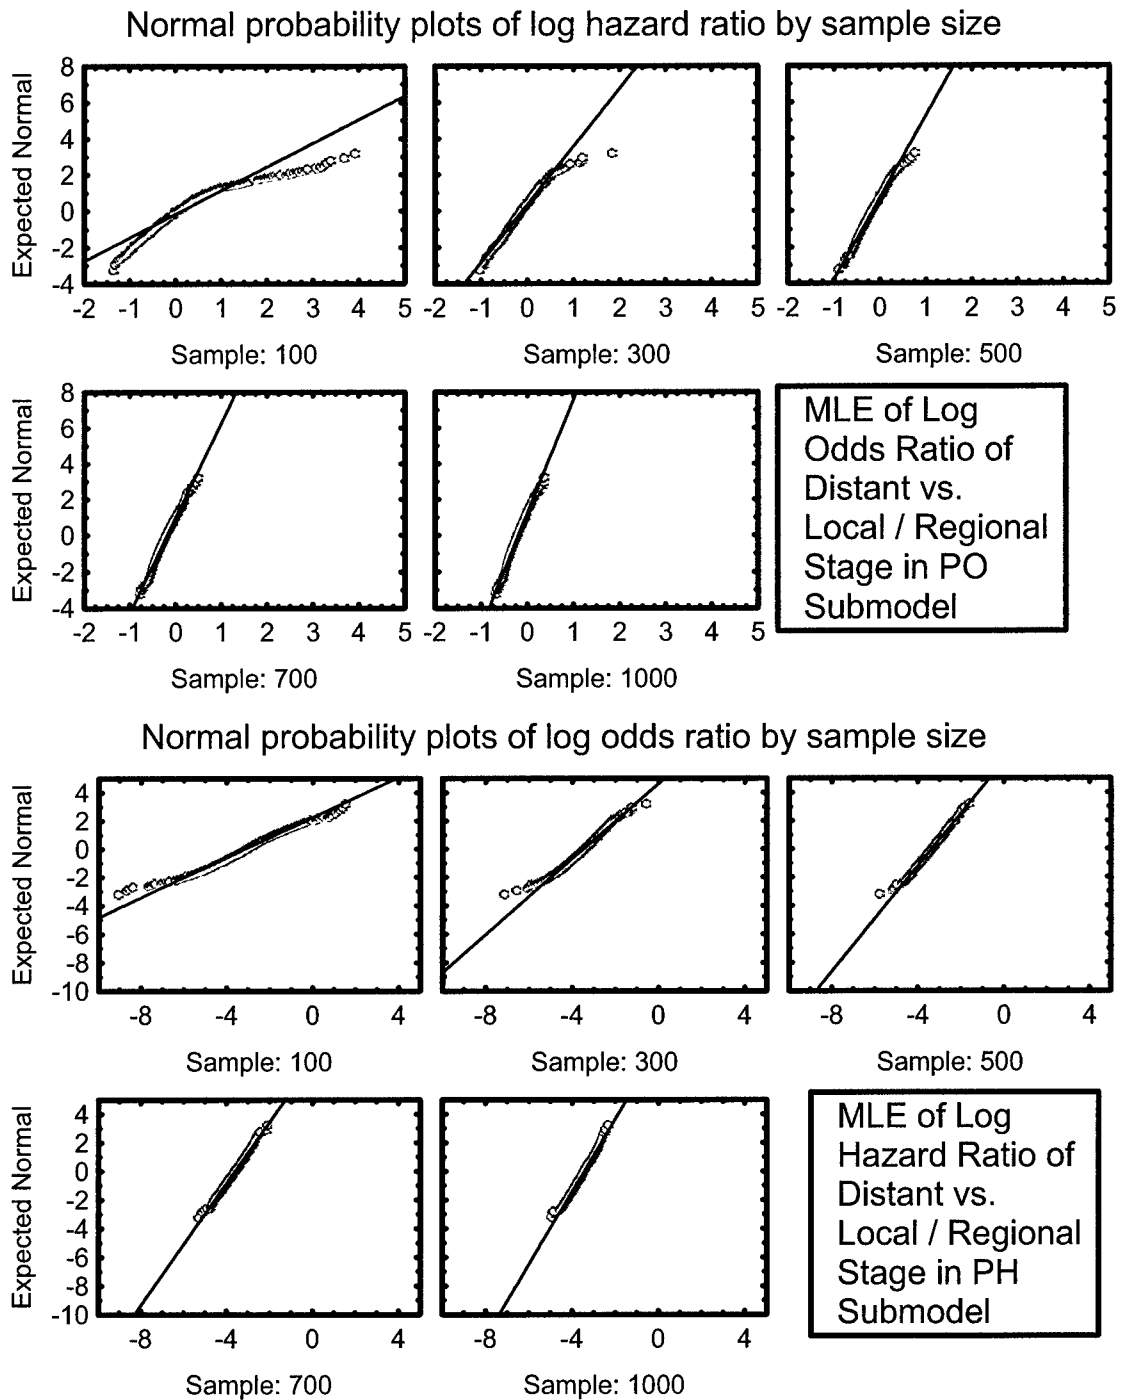 Normal probability plots of log hazard ratio by sample size
Expected Normal
8
6
4
2
0
-2
-4
-2 -1 0 1 2 3 4 5
-2 -1 0 1 2 3 4 5
-2 -1 0 1 2 3 4 5
Sample: 100
Sample: 300
Sample: 500
Expected Normal
8
6
4
2
0
-2
-4
-2 -1 0 1 2 3 4 5
-2 -1 0 1 2 3 4 5
Sample: 700
Sample: 1000
MLE of Log
Odds Ratio of
Distant vs.
Local / Regional
Stage in PO
Submodel
Normal probability plots of log odds ratio by sample size
Expected Normal
4
2
0
-2
-4
-6
-8
-10
-8 -4 0 4
-8 -4 0 4
-8 -4 0 4
Sample: 100
Sample: 300
Sample: 500
Expected Normal
4
2
0
-2
-4
-6
-8
-10
-8 -4 0 4
-8 -4 0 4
Sample: 700
Sample: 1000
MLE of Log
Hazard Ratio of
Distant vs.
Local / Regional
Stage in PH
Submodel